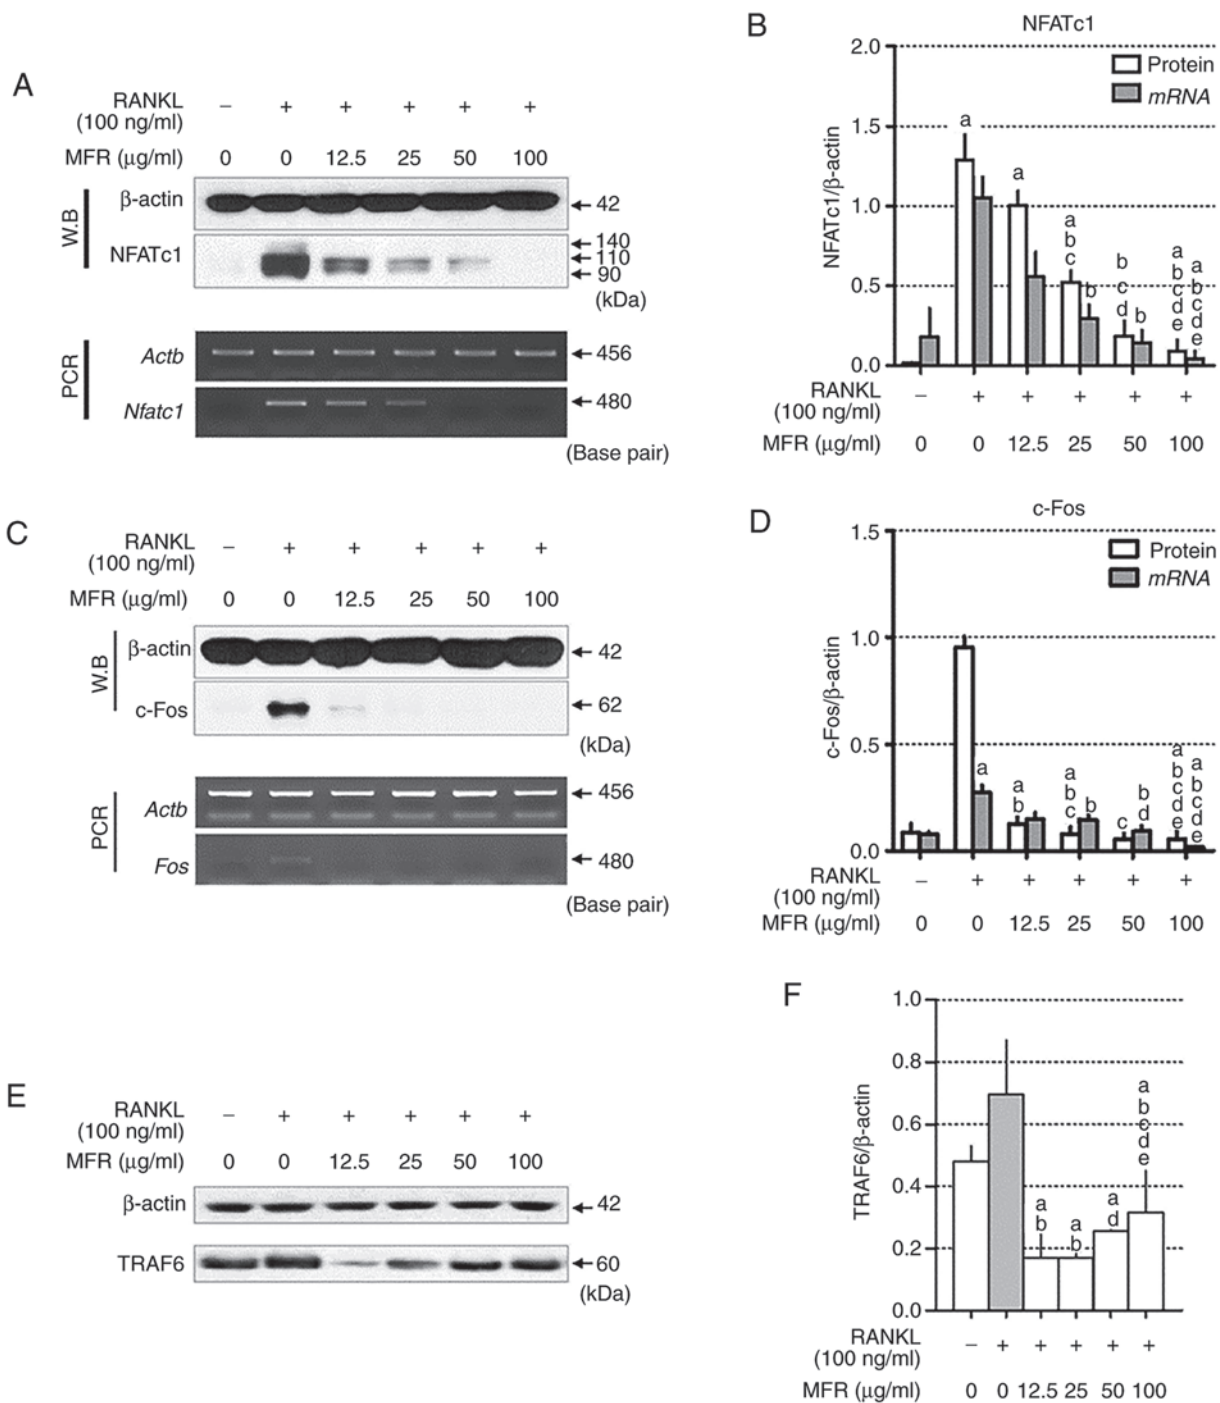 A
RANKL
(100 ng/ml)
− + + + + +
MFR (μg/ml) 0 0 12.5 25 50 100
W.B
β-actin
42
NFATc1
140
110
90
(kDa)
PCR
Actb
456
Nfatc1
480
(Base pair)
B
NFATc1
Protein
mRNA
NFATc1/β-actin
2.0
1.5
1.0
0.5
0.0
a
a
a
b
c
b
b
c
d
b
a
b
c
d
e
a
b
c
d
e
RANKL
(100 ng/ml)
− + + + + +
MFR (μg/ml) 0 0 12.5 25 50 100
C
RANKL
(100 ng/ml)
− + + + + +
MFR (μg/ml) 0 0 12.5 25 50 100
W.B
β-actin
42
c-Fos
62
(kDa)
PCR
Actb
456
Fos
480
(Base pair)
D
c-Fos
Protein
mRNA
c-Fos/β-actin
1.5
1.0
0.5
0.0
a
a
b
a
b
c
b
c
b
d
a
b
c
d
e
a
b
c
d
e
RANKL
(100 ng/ml)
− + + + + +
MFR (μg/ml) 0 0 12.5 25 50 100
E
RANKL
(100 ng/ml)
− + + + + +
MFR (μg/ml) 0 0 12.5 25 50 100
β-actin
42
TRAF6
60
(kDa)
F
TRAF6/β-actin
1.0
0.8
0.6
0.4
0.2
0.0
a
b
a
b
a
d
a
b
c
d
e
RANKL
(100 ng/ml)
− + + + + +
MFR (μg/ml) 0 0 12.5 25 50 100